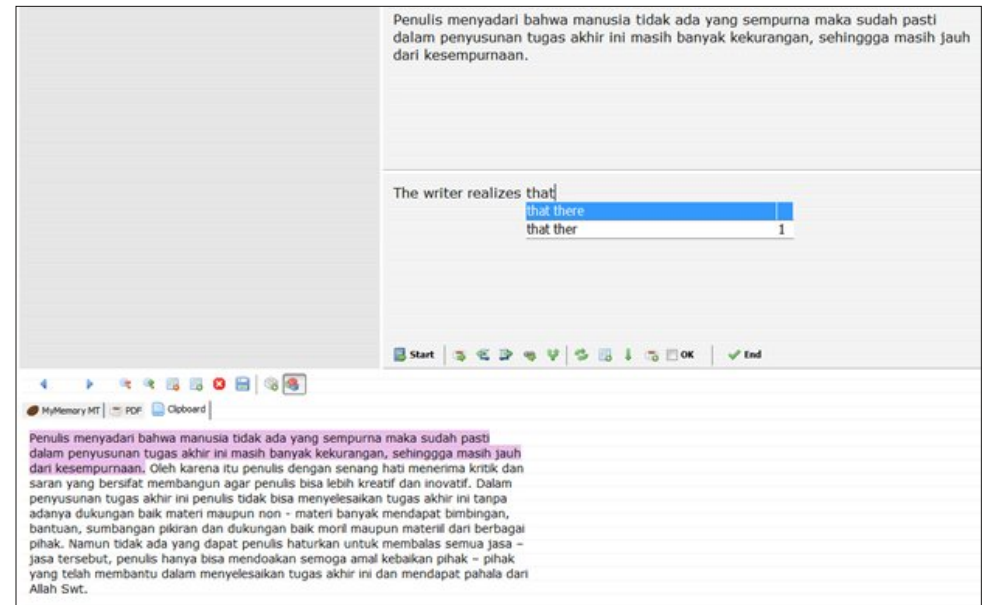 Penulis menyadari bahwa manusia tidak ada yang sempurna maka sudah pasti
dalam penyusunan tugas akhir ini masih banyak kekurangan, sehinggga masih jauh
dari kesempurnaan.
The writer realizes that
that there
that ther 1
Start OK End
MyMemory MT PDF Clipboard
Penulis menyadari bahwa manusia tidak ada yang sempurna maka sudah pasti
dalam penyusunan tugas akhir ini masih banyak kekurangan, sehinggga masih jauh
dari kesempurnaan. Oleh karena itu penulis dengan senang hati menerima kritik dan
saran yang bersifat membangun agar penulis bisa lebih kreatif dan inovatif. Dalam
penyusunan tugas akhir ini penulis tidak bisa menyelesaikan tugas akhir ini tanpa
adanya dukungan baik materi maupun non - materi banyak mendapat bimbingan,
bantuan, sumbangan pikiran dan dukungan baik moril maupun materiil dari berbagai
pihak. Namun tidak ada yang dapat penulis haturkan untuk membalas semua jasa –
jasa tersebut, penulis hanya bisa mendoakan semoga amal kebaikan pihak – pihak
yang telah membantu dalam menyelesaikan tugas akhir ini dan mendapat pahala dari
Allah Swt.